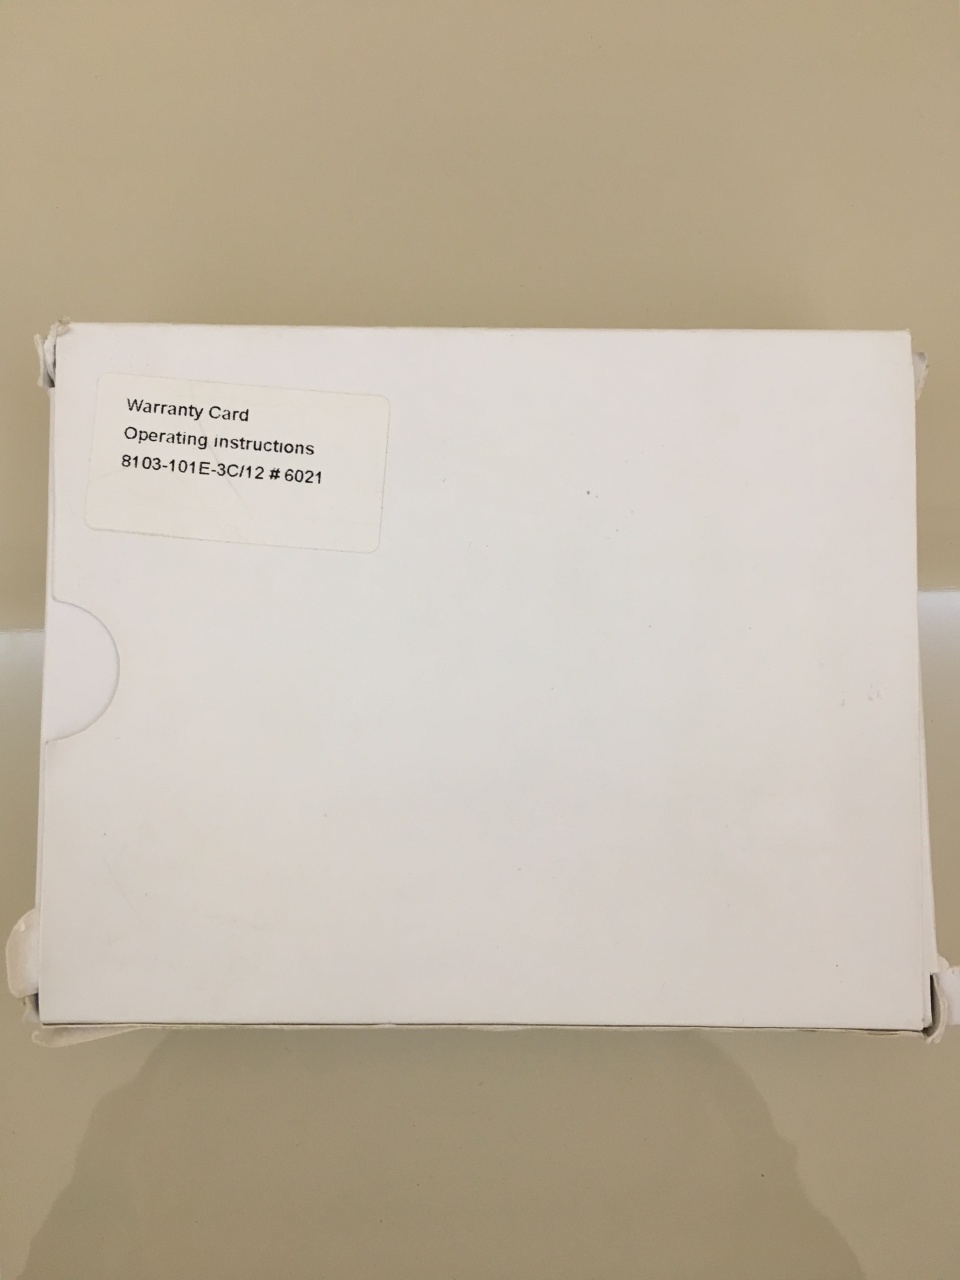 Warranty Card
Operating instructions
8103-101E-3C/12 # 6021